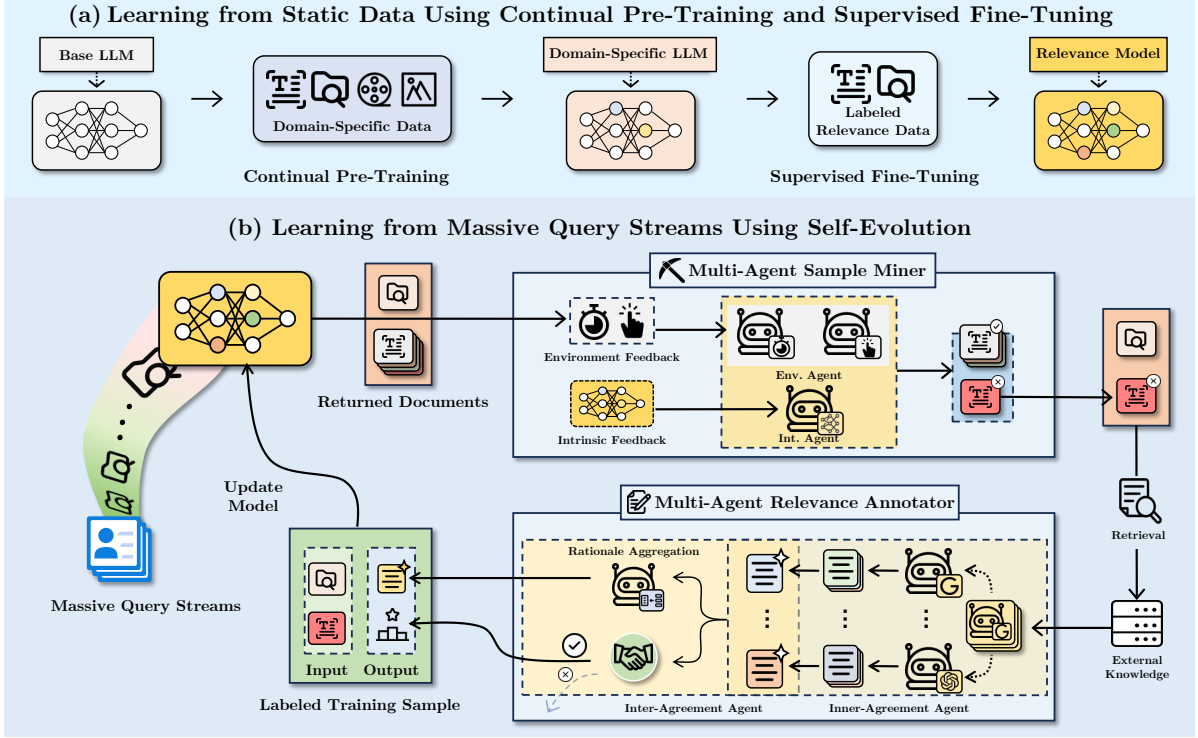 (a) Learning from Static Data Using Continual Pre-Training and Supervised Fine-Tuning
Base LLM
Domain-Specific LLM
Relevance Model
Domain-Specific Data
Labeled
Relevance Data
Continual Pre-Training
Supervised Fine-Tuning
(b) Learning from Massive Query Streams Using Self-Evolution
Multi-Agent Sample Miner
Environment Feedback
Env. Agent
Returned Documents
Intrinsic Feedback
Int. Agent
Update
Model
Multi-Agent Relevance Annotator
Retrieval
Rationale Aggregation
Massive Query Streams
Input
Output
External
Knowledge
Labeled Training Sample
Inter-Agreement Agent
Inner-Agreement Agent